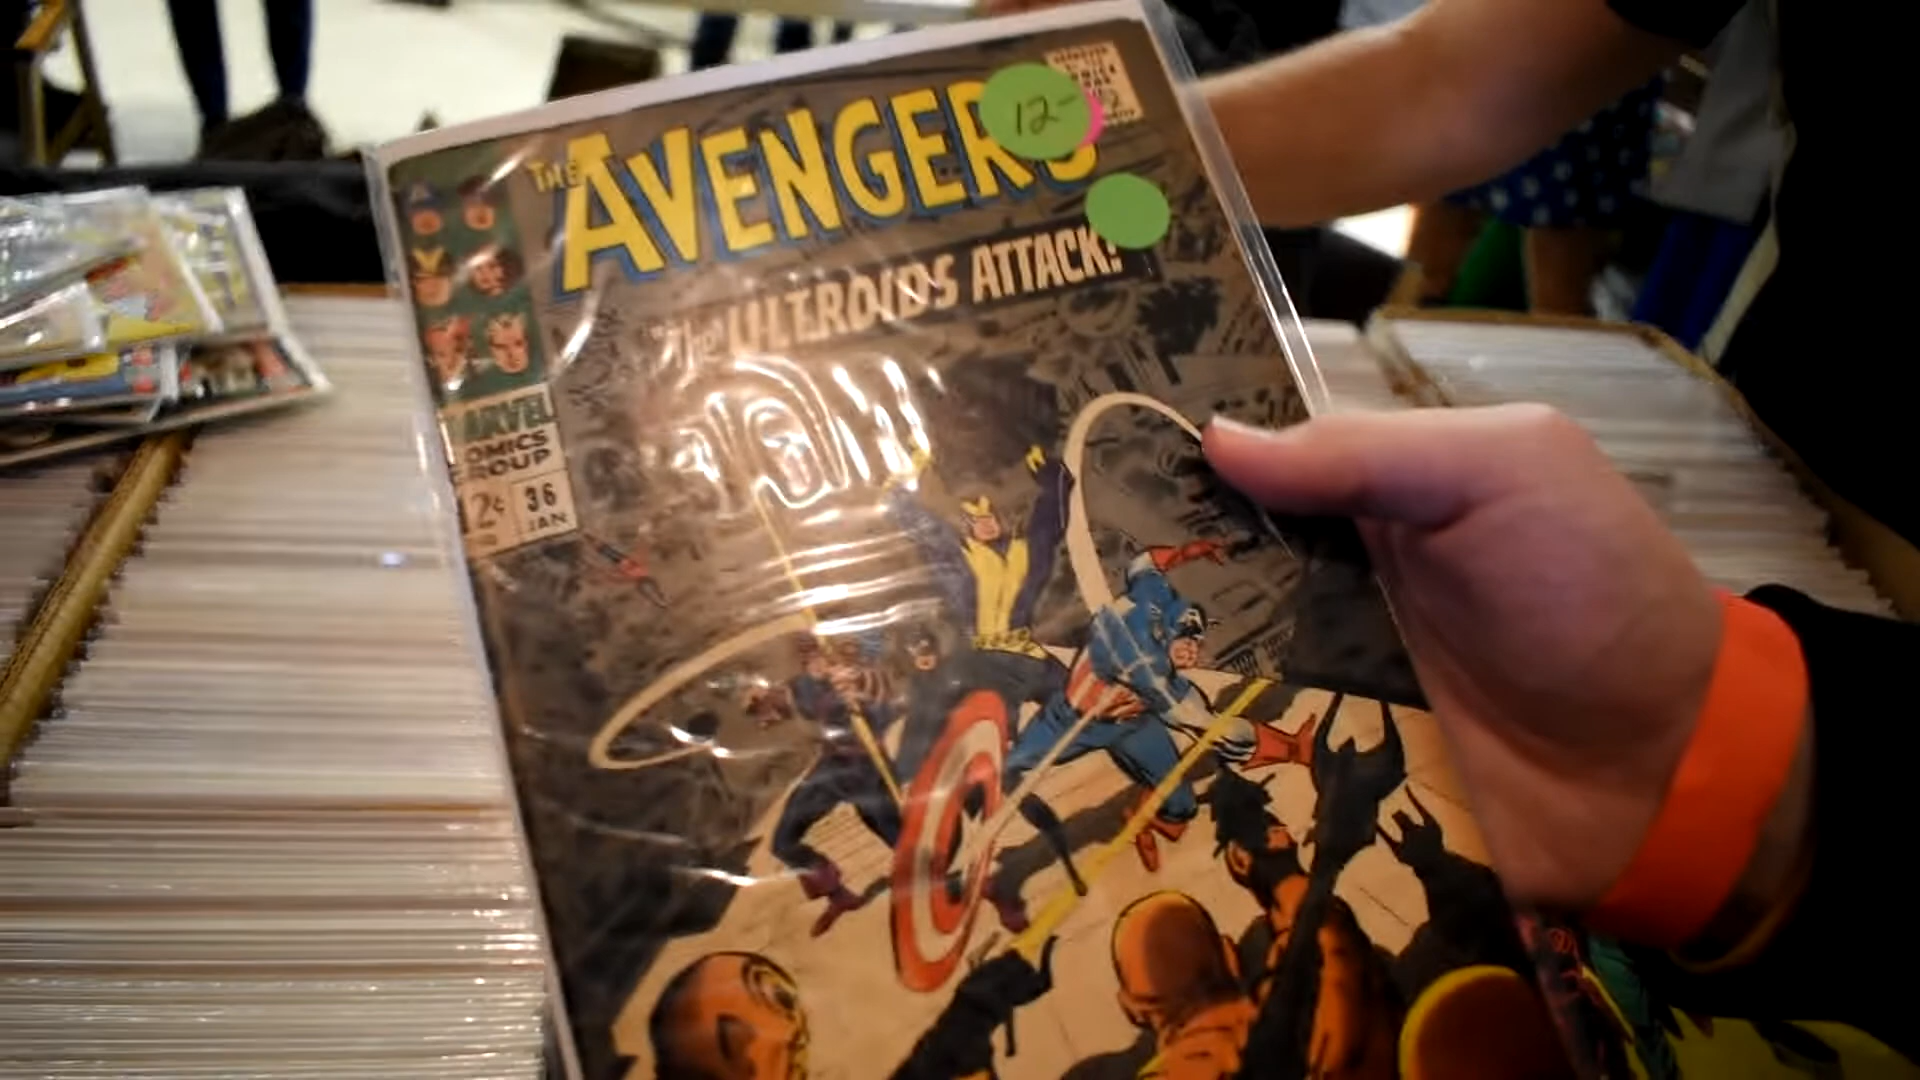 12-
THE
AVENGERS
"The ULTROIDS ATTACK!"
MARVEL
COMICS
GROUP
12¢ 36
JAN